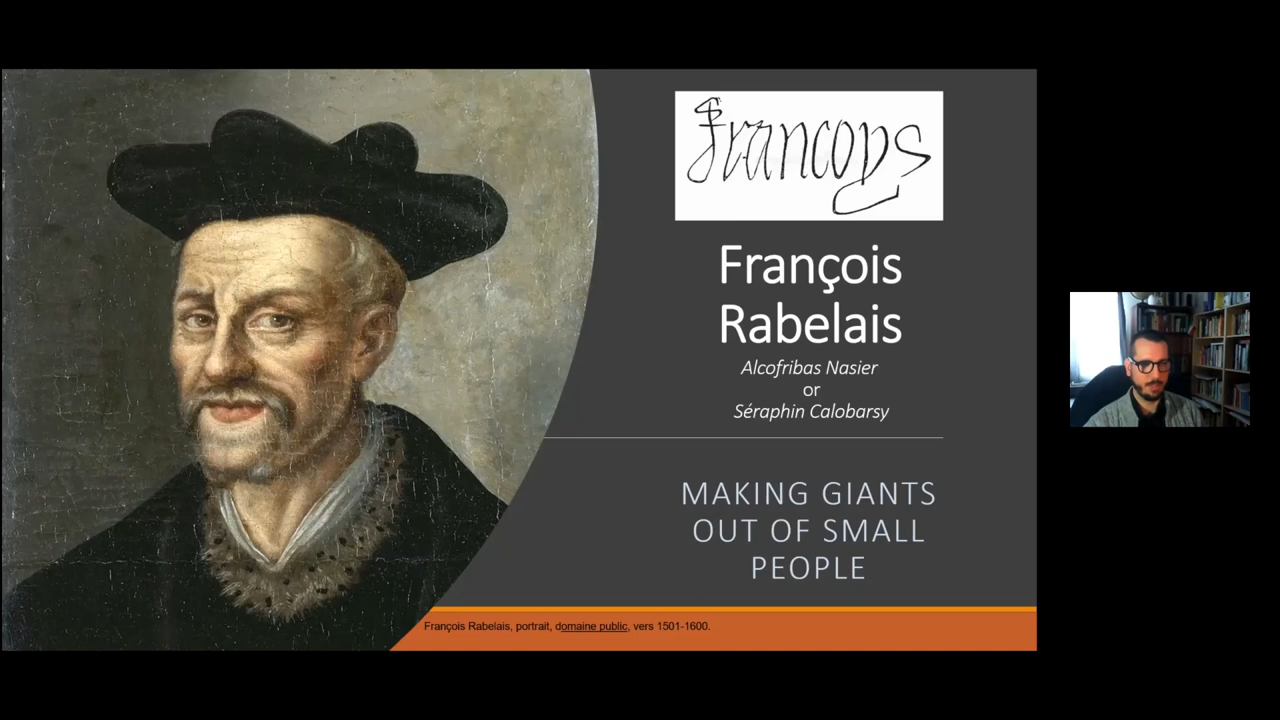 Francoys
François
Rabelais
Alcofribas Nasier
or
Séraphin Calobarsy
MAKING GIANTS
OUT OF SMALL
PEOPLE
François Rabelais, portrait, domaine public, vers 1501-1600.